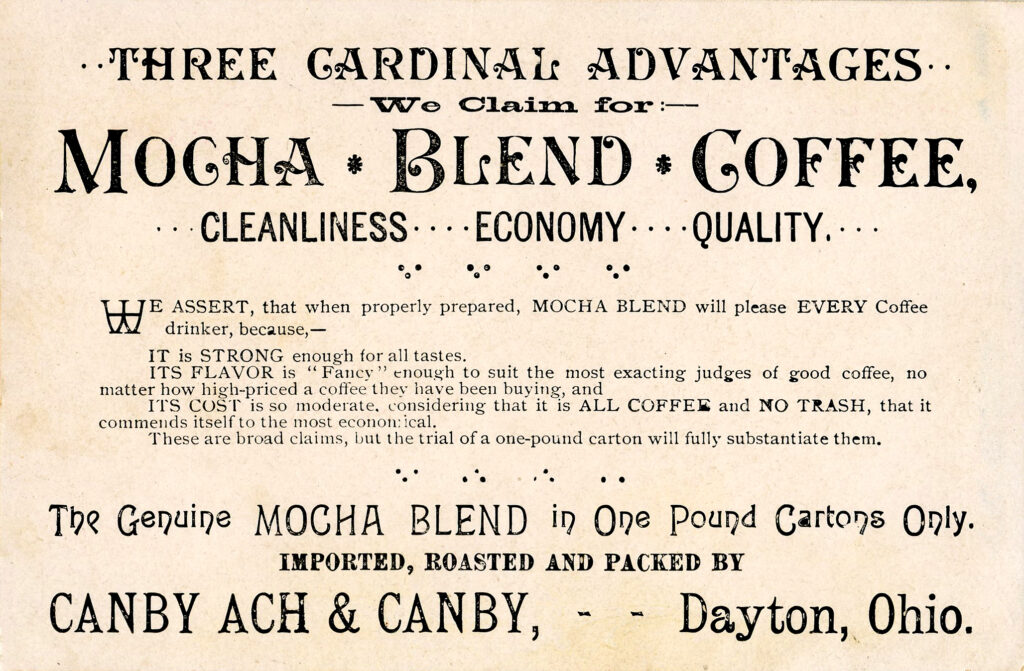 ··THREE CARDINAL ADVANTAGES··
—We Claim for:—
MOCHA * BLEND * COFFEE,
···CLEANLINESS····ECONOMY····QUALITY.···
WE ASSERT, that when properly prepared, MOCHA BLEND will please EVERY Coffee
drinker, because,—
IT is STRONG enough for all tastes.
ITS FLAVOR is "Fancy" enough to suit the most exacting judges of good coffee, no
matter how high-priced a coffee they have been buying, and
ITS COST is so moderate, considering that it is ALL COFFEE and NO TRASH, that it
commends itself to the most economical.
These are broad claims, but the trial of a one-pound carton will fully substantiate them.
The Genuine MOCHA BLEND in One Pound Cartons Only.
IMPORTED, ROASTED AND PACKED BY
CANBY ACH & CANBY, - - Dayton, Ohio.